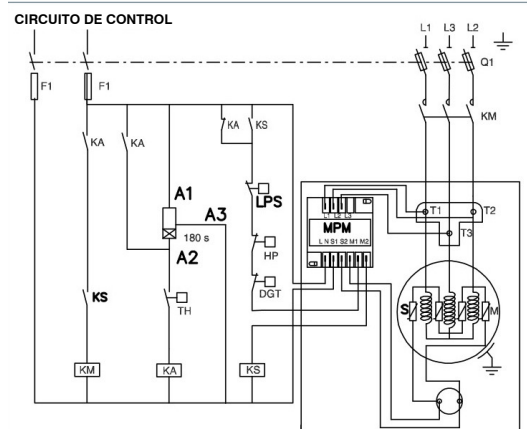 CIRCUITO DE CONTROL
L1 L3 L2
Q1
F1 F1
KM
KA KA KA KS
A1
LPS
A3
T1 T2
L1 L2 L3
MPM
T3
180 s
L N S1 S2 M1 M2
A2
HP
DGT
KS
TH
S M
KM KA KS